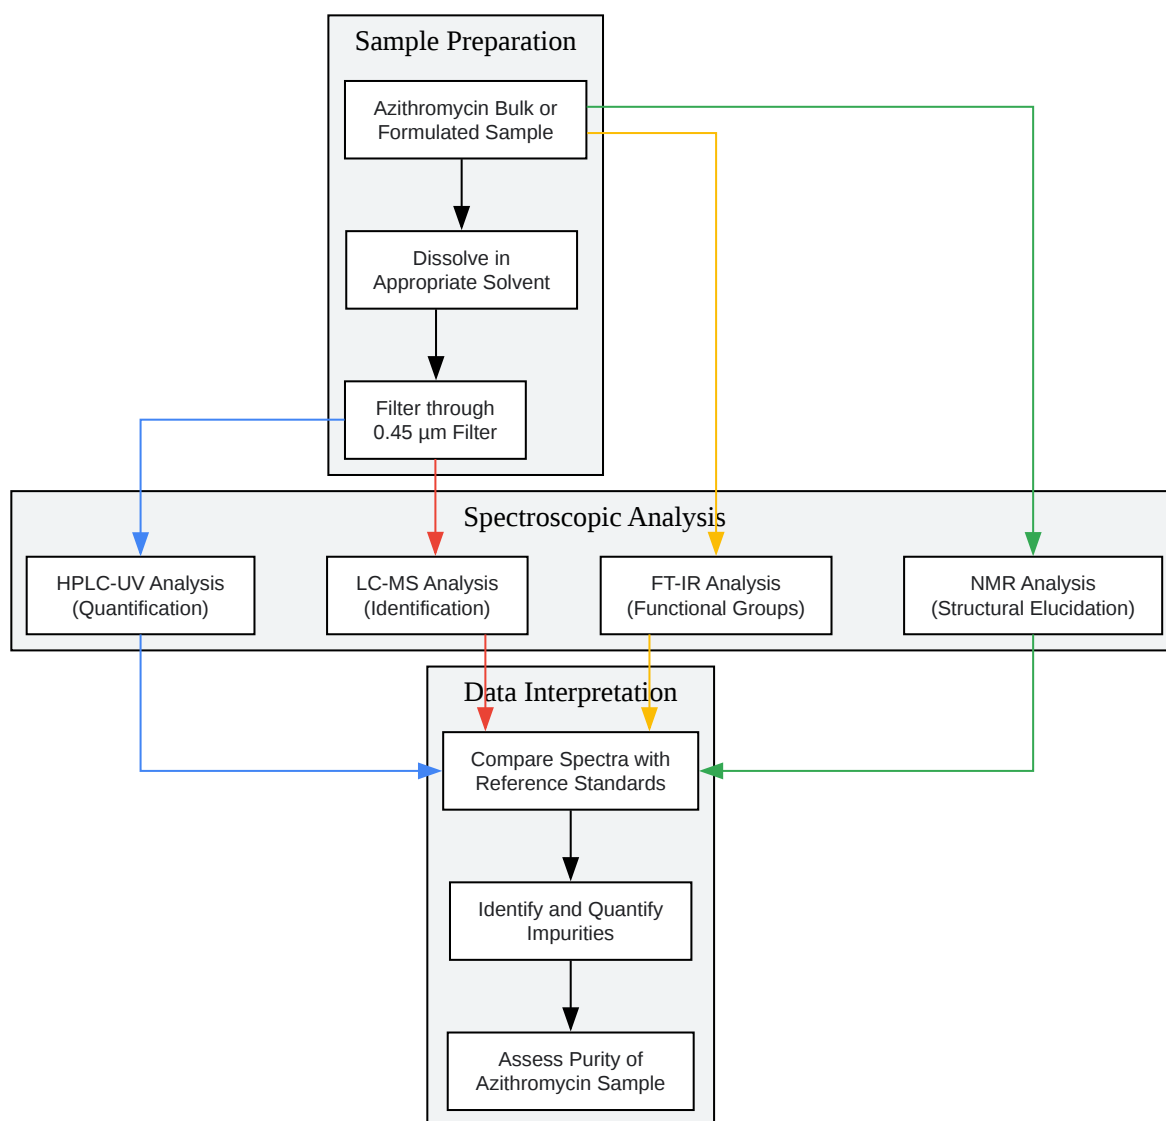 Sample Preparation
Azithromycin Bulk or
Formulated Sample
Dissolve in
Appropriate Solvent
Filter through
0.45 µm Filter
Spectroscopic Analysis
HPLC-UV Analysis
(Quantification)
LC-MS Analysis
(Identification)
FT-IR Analysis
(Functional Groups)
NMR Analysis
(Structural Elucidation)
Data Interpretation
Compare Spectra with
Reference Standards
Identify and Quantify
Impurities
Assess Purity of
Azithromycin Sample